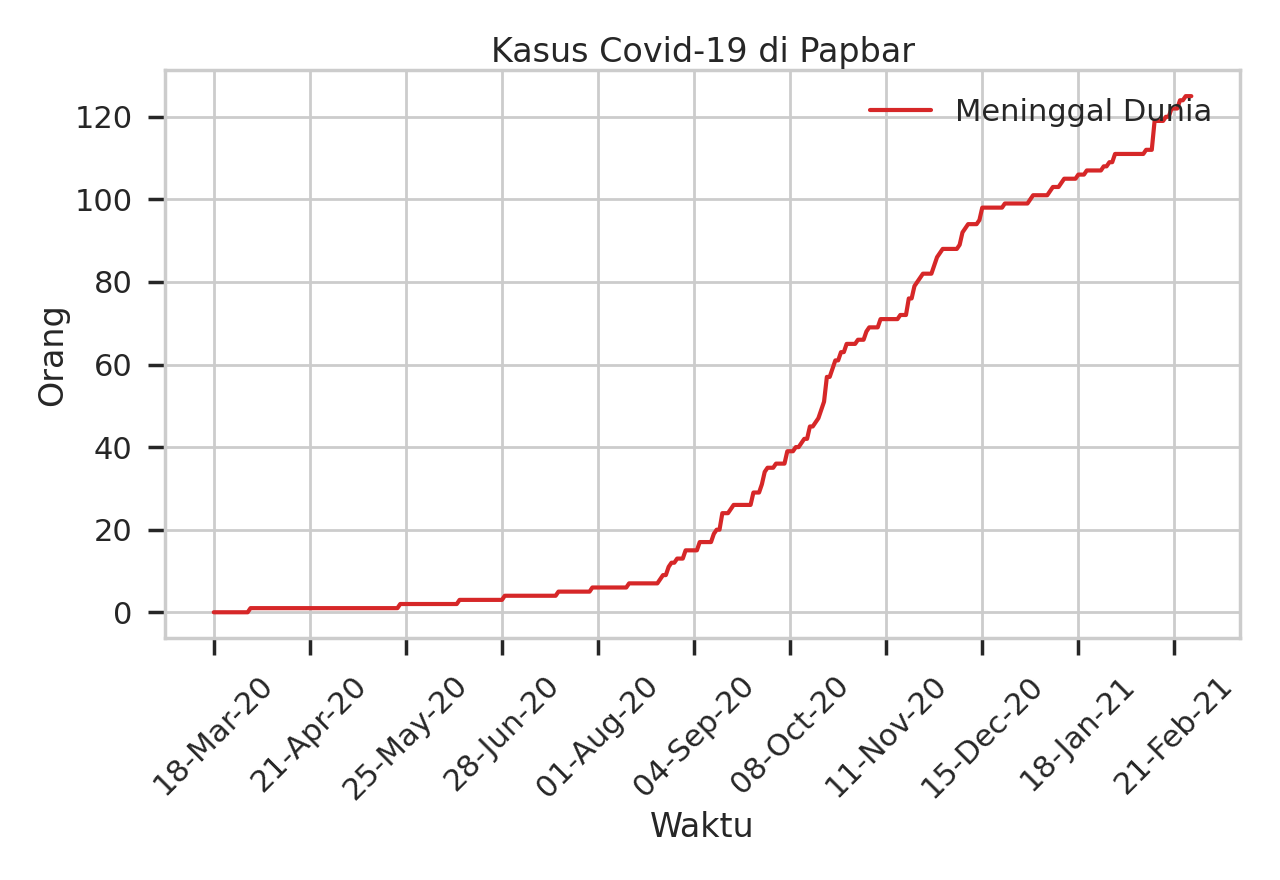 Kasus Covid-19 di Papbar
Meninggal Dunia
Orang
120
100
80
60
40
20
0
18-Mar-20
21-Apr-20
25-May-20
28-Jun-20
01-Aug-20
04-Sep-20
08-Oct-20
11-Nov-20
15-Dec-20
18-Jan-21
21-Feb-21
Waktu